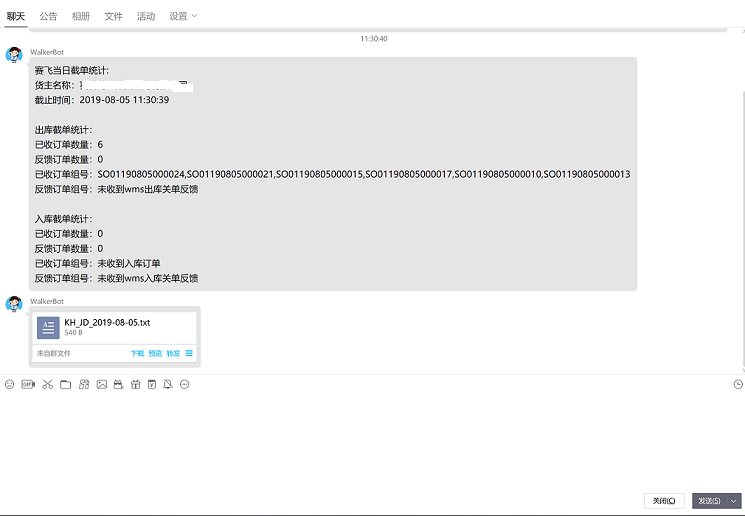 聊天 公告 相册 文件 活动 设置
11:30:40
WalkerBot
赛飞当日截单统计:
货主名称:
截止时间: 2019-08-05 11:30:39
出库截单统计:
已收订单数量: 6
反馈订单数量: 0
已收订单组号: SO01190805000024,SO01190805000021,SO01190805000015,SO01190805000017,SO01190805000010,SO01190805000013
反馈订单组号: 未收到wms出库关单反馈
入库截单统计:
已收订单数量: 0
反馈订单数量: 0
已收订单组号: 未收到入库订单
反馈订单组号: 未收到wms入库关单反馈
WalkerBot
KH_JD_2019-08-05.txt
540 B
来自群文件 下载 预览 转发
GIF
关闭(C) 发送(S)